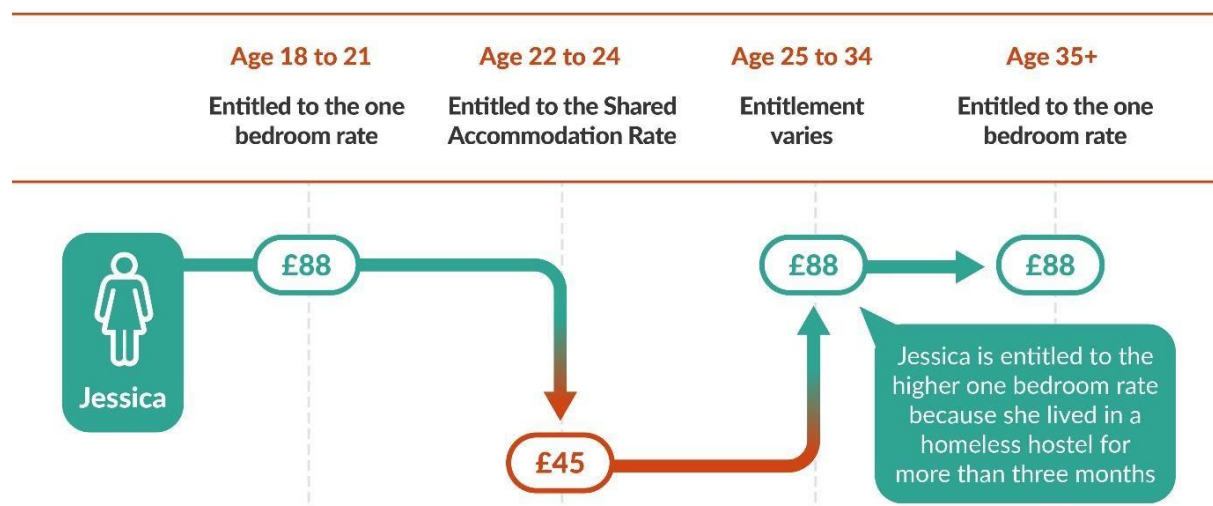 Age 18 to 21
Entitled to the one
bedroom rate
Age 22 to 24
Entitled to the Shared
Accommodation Rate
Age 25 to 34
Entitlement
varies
Age 35+
Entitled to the one
bedroom rate
Jessica
£88
£45
£88
£88
Jessica is entitled to the
higher one bedroom rate
because she lived in a
homeless hostel for
more than three months